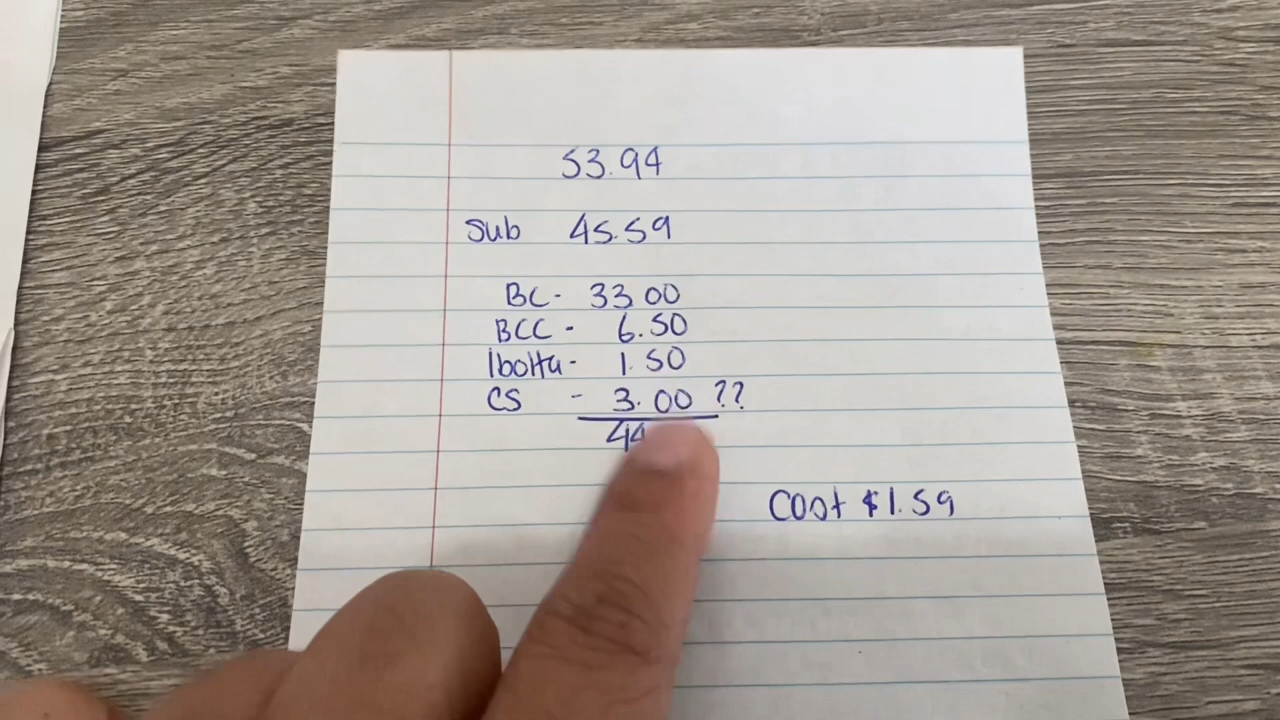 53.94
Sub 45.59
BC - 33.00
BCC - 6.50
Ibotta - 1.50
CS - 3.00 ??
44
Cost $1.59